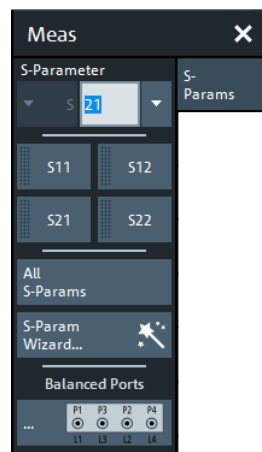 Meas
S-Parameter
S 21
S11 S12
S21 S22
All
S-Params
S-Param
Wizard...
Balanced Ports
... P1 P3 P2 P4
L1 L3 L2 L4
S-
Params